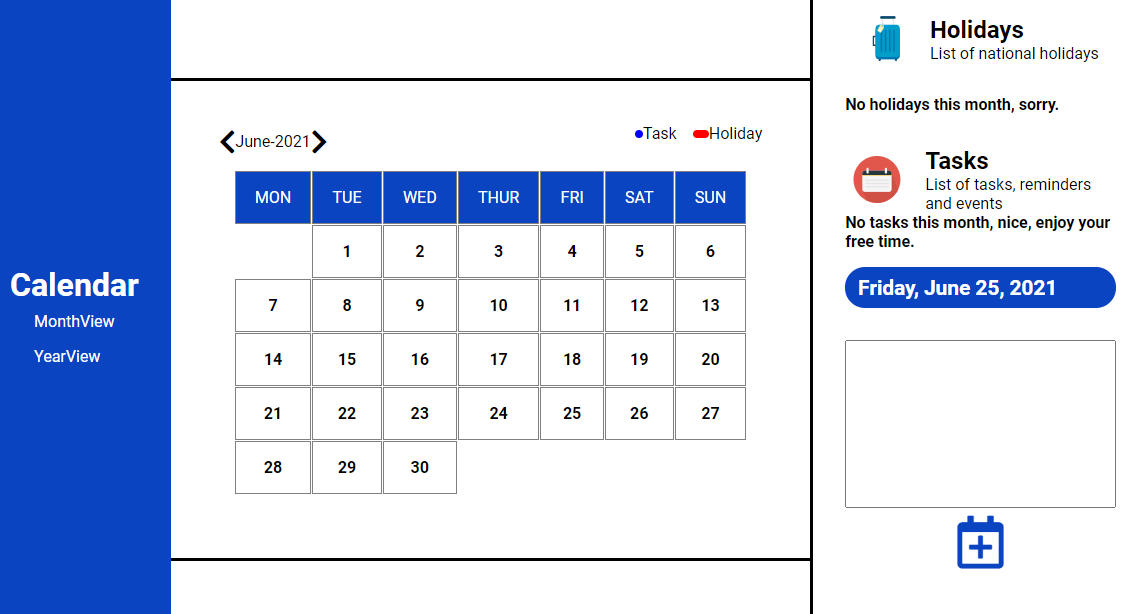 Calendar
MonthView
YearView
June-2021
Task Holiday
MON TUE WED THUR FRI SAT SUN
1 2 3 4 5 6
7 8 9 10 11 12 13
14 15 16 17 18 19 20
21 22 23 24 25 26 27
28 29 30
Holidays
List of national holidays
No holidays this month, sorry.
Tasks
List of tasks, reminders
and events
No tasks this month, nice, enjoy your
free time.
Friday, June 25, 2021